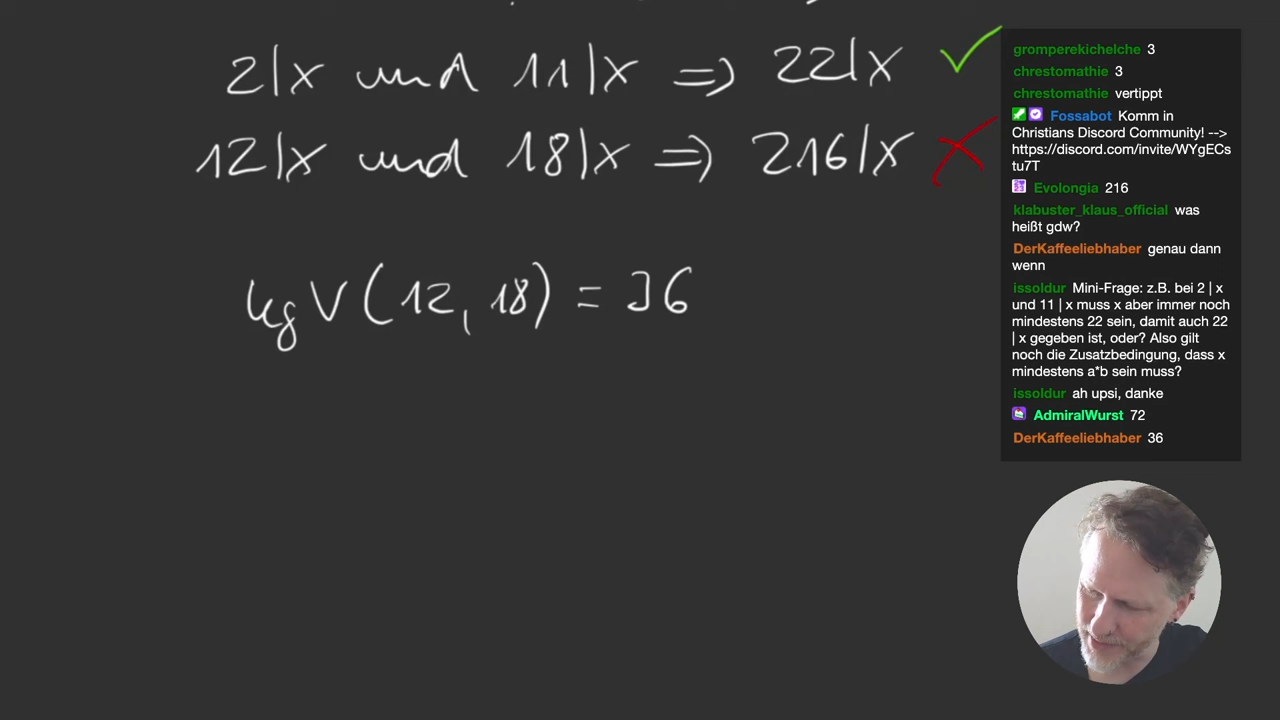 2|x und 11|x => 22|x ✓
12|x und 18|x => 216|x ✗
kgV(12, 18) = 36
gromperekichelche 3
chrestomathie 3
chrestomathie vertippt
Fossabot Komm in
Christians Discord Community! -->
https://discord.com/invite/WYgECs
tu7T
Evolongia 216
klabuster_klaus_official was
heißt gdw?
DerKaffeeliebhaber genau dann
wenn
issoldur Mini-Frage: z.B. bei 2 | x
und 11 | x muss x aber immer noch
mindestens 22 sein, damit auch 22
| x gegeben ist, oder? Also gilt
noch die Zusatzbedingung, dass x
mindestens a*b sein muss?
issoldur ah upsi, danke
AdmiralWurst 72
DerKaffeeliebhaber 36